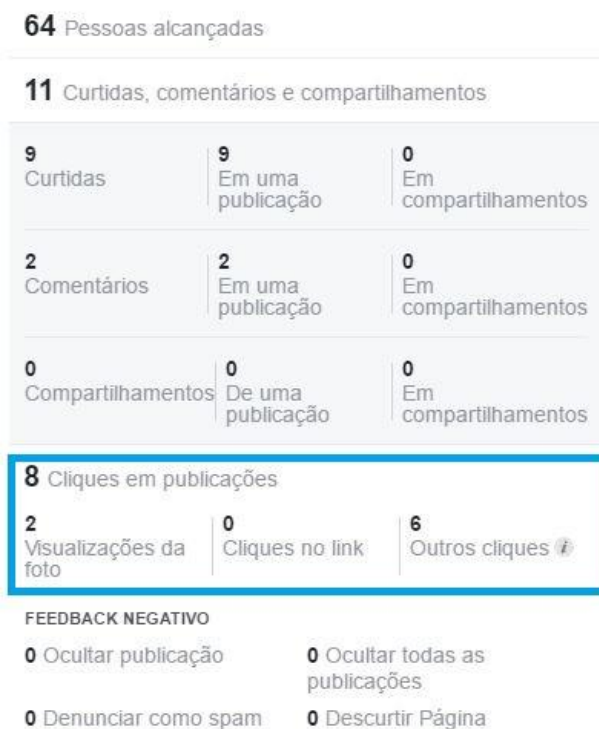 64 Pessoas alcançadas
11 Curtidas, comentários e compartilhamentos
9 9 0
Curtidas Em uma Em
publicação compartilhamentos
2 2 0
Comentários Em uma Em
publicação compartilhamentos
0 0 0
Compartilhamentos De uma Em
publicação compartilhamentos
8 Cliques em publicações
2 0 6
Visualizações da Cliques no link Outros cliques i
foto
FEEDBACK NEGATIVO
0 Ocultar publicação 0 Ocultar todas as
publicações
0 Denunciar como spam 0 Descurtir Página